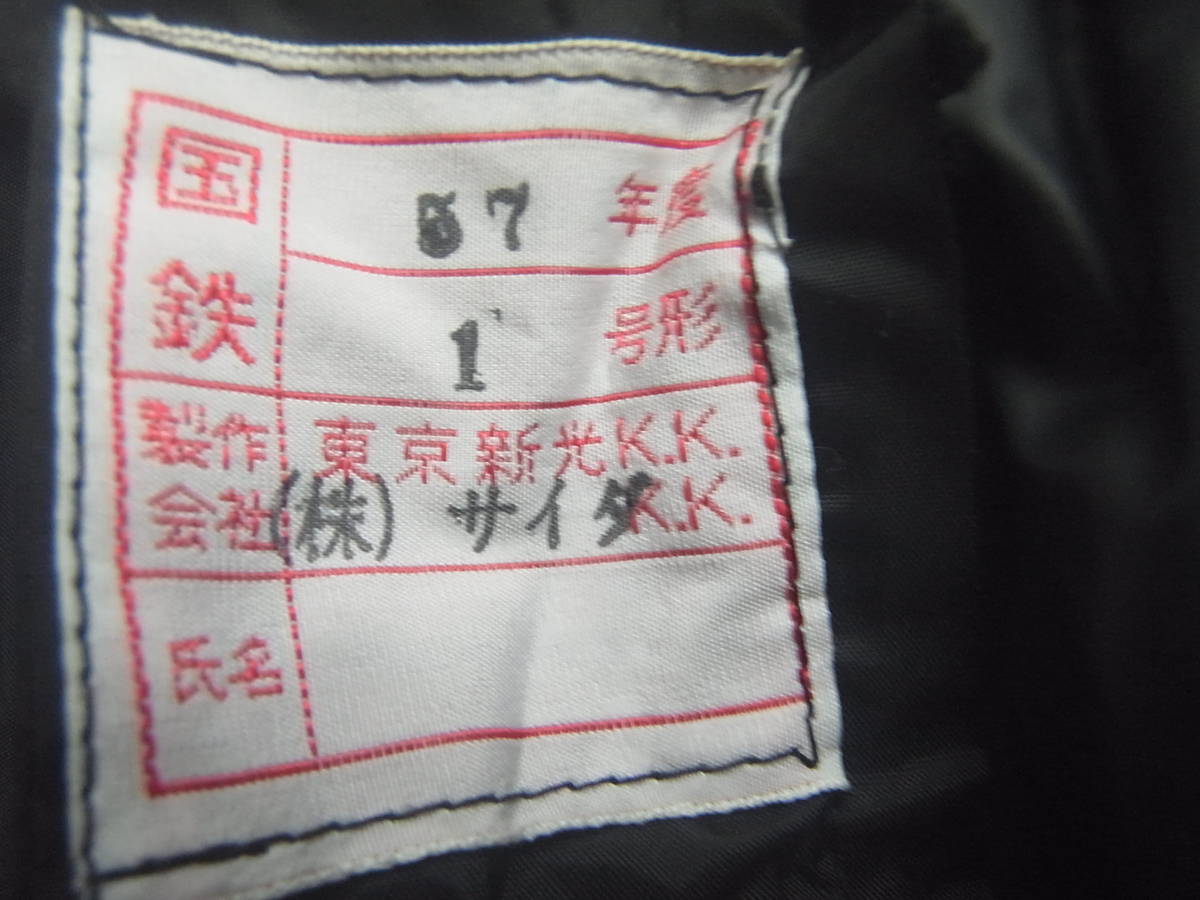 国鉄
57 年度
1 号形
製作会社
東京新光K.K.
(株) サイダK.K.
氏名